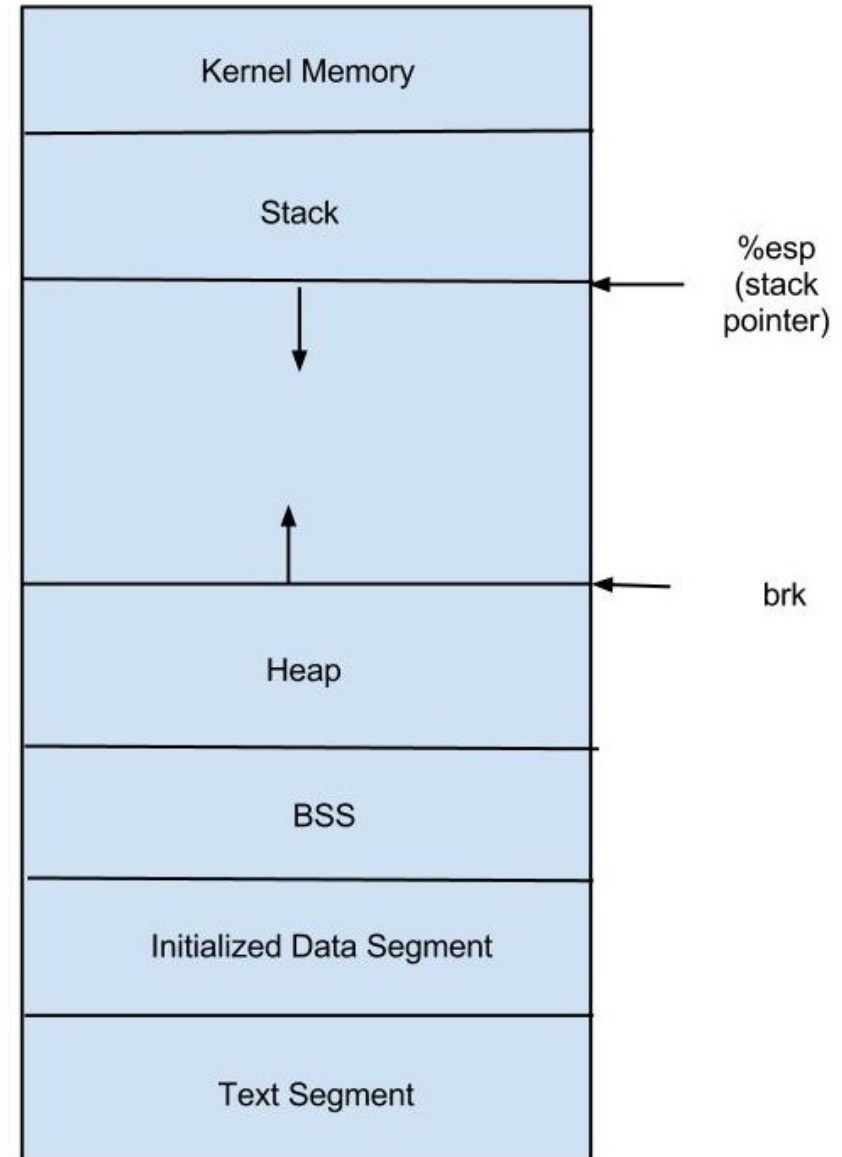 Kernel Memory
Stack
%esp
(stack
pointer)
brk
Heap
BSS
Initialized Data Segment
Text Segment